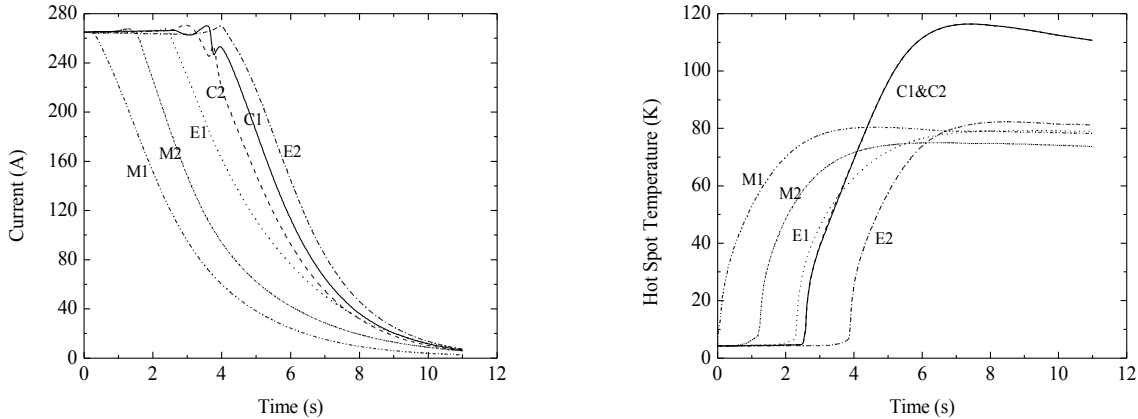 280
240
200
160
120
80
40
0
Current (A)
M1
M2
E1
C2
C1
E2
0 2 4 6 8 10 12
Time (s)
120
100
80
60
40
20
0
Hot Spot Temperature (K)
C1&C2
M1
M2
E1
E2
0 2 4 6 8 10 12
Time (s)